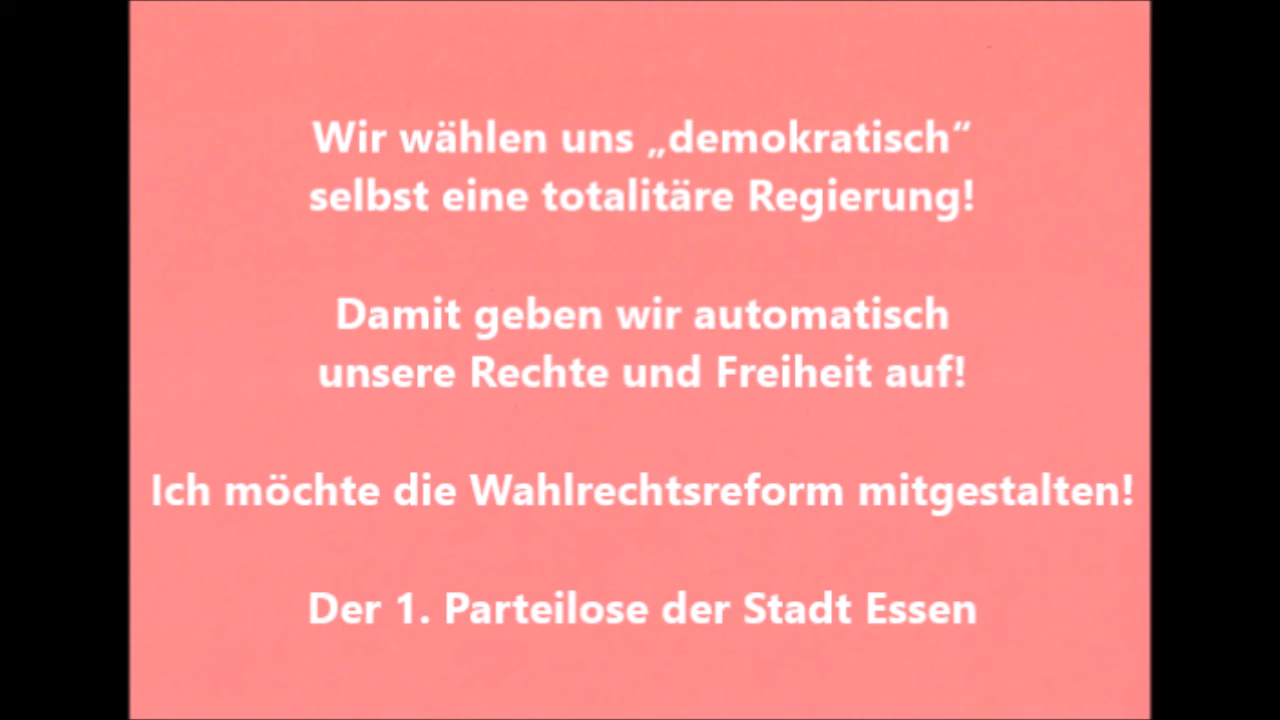 Wir wählen uns „demokratisch“
selbst eine totalitäre Regierung!
Damit geben wir automatisch
unsere Rechte und Freiheit auf!
Ich möchte die Wahlrechtsreform mitgestalten!
Der 1. Parteilose der Stadt Essen